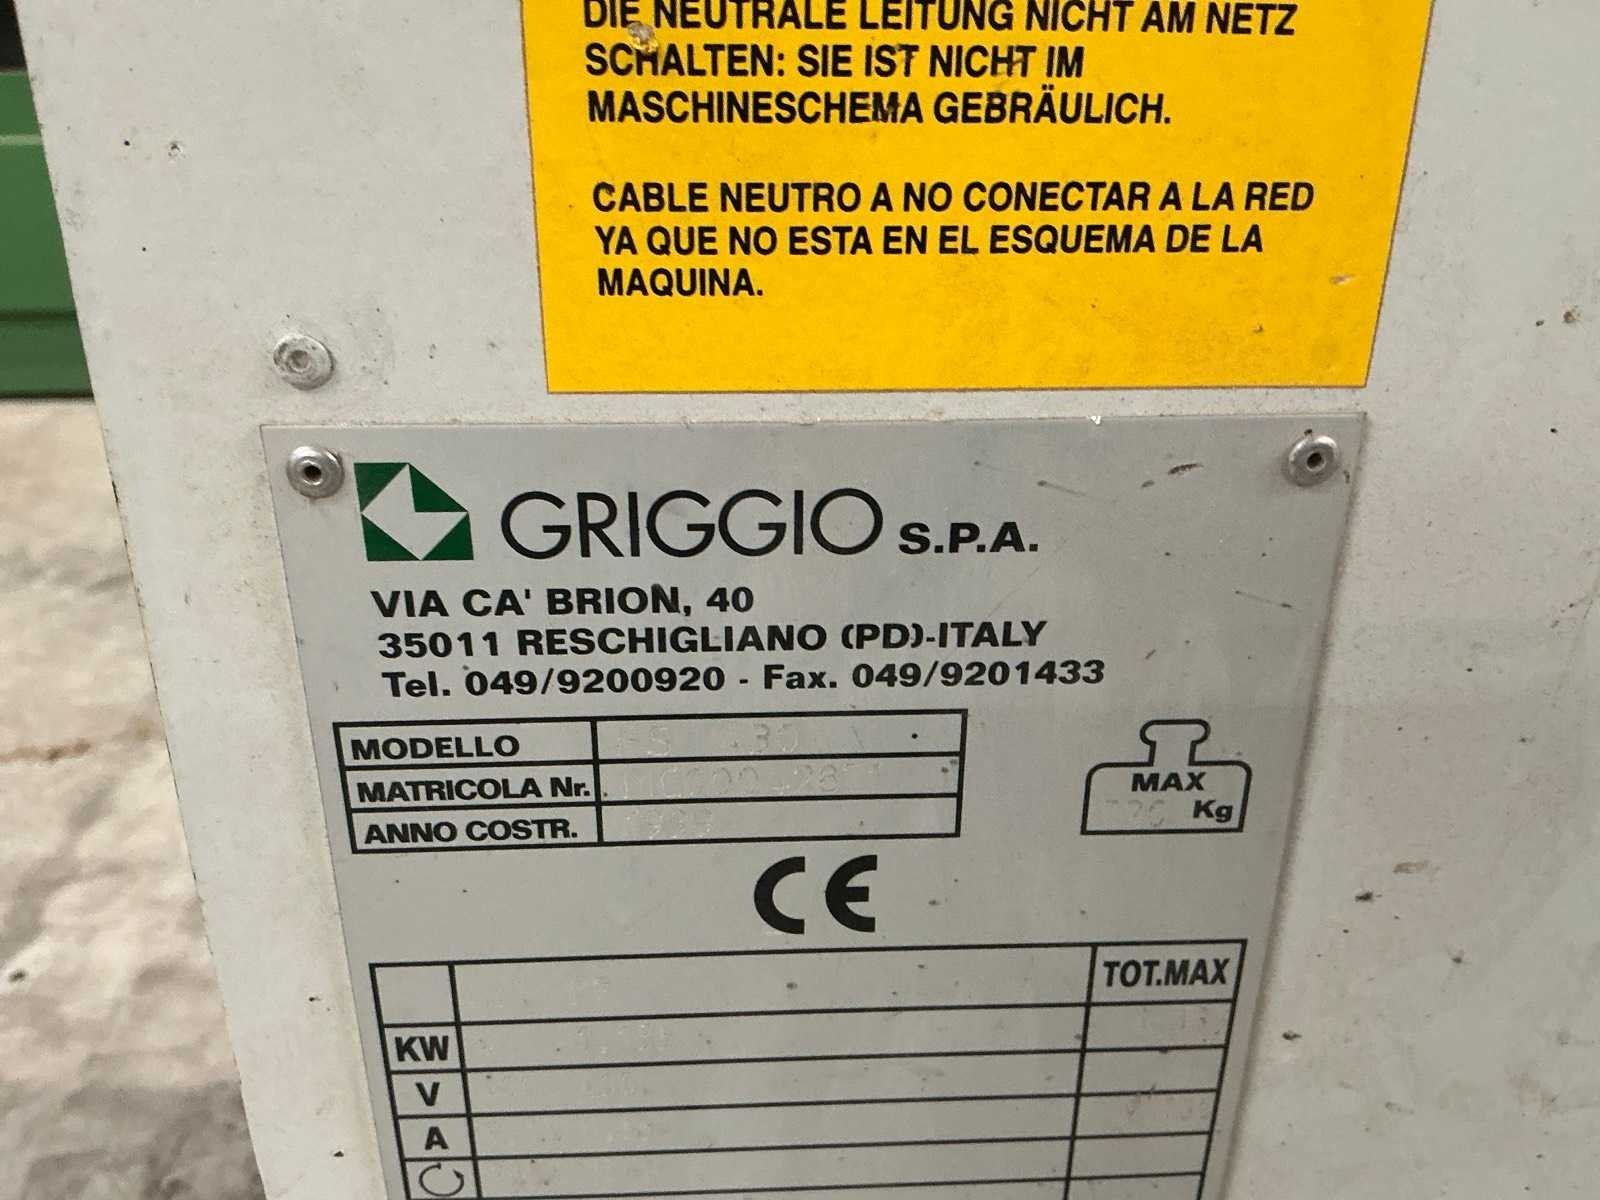 DIE NEUTRALE LEITUNG NICHT AM NETZ
SCHALTEN: SIE IST NICHT IM
MASCHINESCHEMA GEBRÄULICH.
CABLE NEUTRO A NO CONECTAR A LA RED
YA QUE NO ESTA EN EL ESQUEMA DE LA
MAQUINA.
GRIGGIO S.P.A.
VIA CA' BRION, 40
35011 RESCHIGLIANO (PD)-ITALY
Tel. 049/9200920 - Fax. 049/9201433
MODELLO
MATRICOLA Nr.
ANNO COSTR.
MAX
Kg
CE
TOT.MAX
KW
V
A